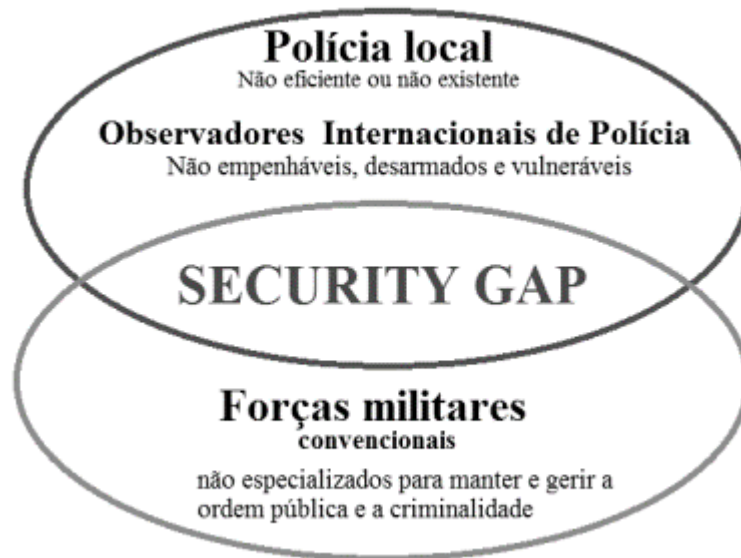 Polícia local
Não eficiente ou não existente
Observadores Internacionais de Polícia
Não empenháveis, desarmados e vulneráveis
SECURITY GAP
Forças militares
convencionais
não especializados para manter e gerir a
ordem pública e a criminalidade